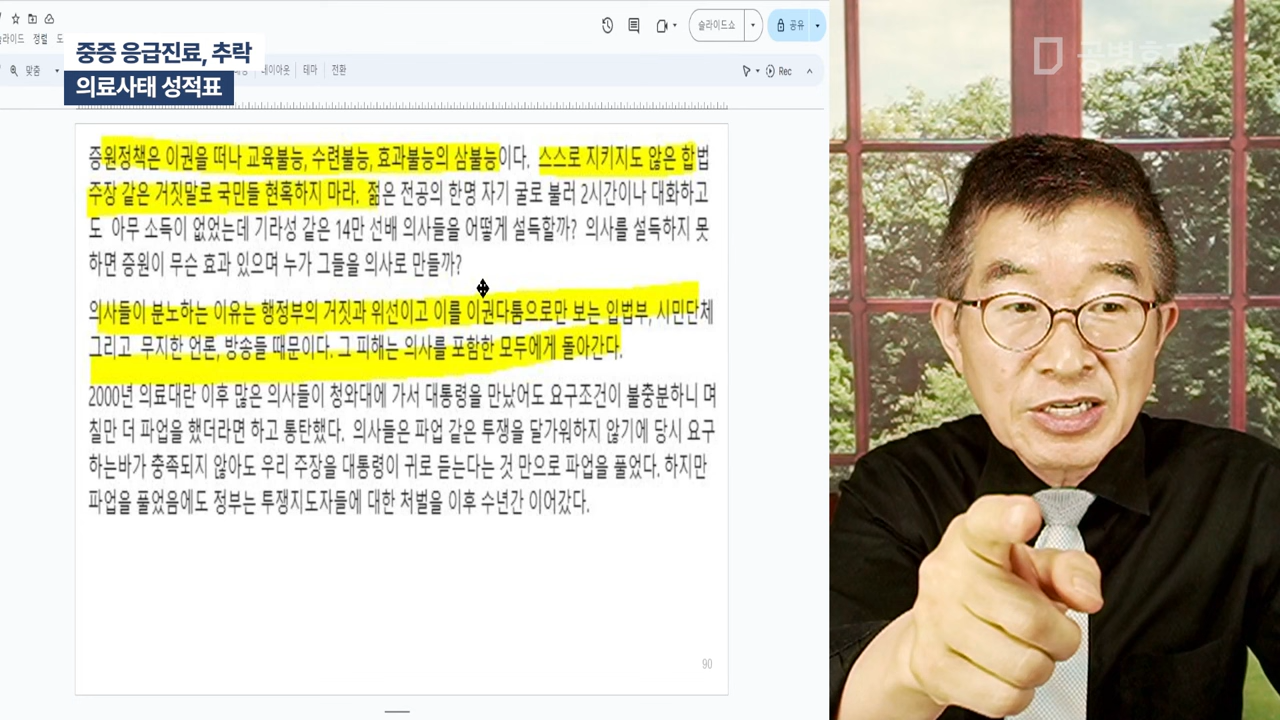 슬라이드쇼
공유
슬라이드 정렬 도
중증 응급진료, 추락
의료사태 성적표
맞춤
테마
전환
Rec
공병호TV
증원정책은 이권을 떠나 교육불능, 수련불능, 효과불능의 삼불능이다. 스스로 지키지도 않은 합법
주장 같은 거짓말로 국민들 현혹하지 마라. 젊은 전공의 한명 자기 굴로 불러 2시간이나 대화하고
도 아무 소득이 없었는데 기라성 같은 14만 선배 의사들을 어떻게 설득할까? 의사를 설득하지 못
하면 증원이 무슨 효과 있으며 누가 그들을 의사로 만들까?
의사들이 분노하는 이유는 행정부의 거짓과 위선이고 이를 이권다툼으로만 보는 입법부, 시민단체
그리고 무지한 언론, 방송들 때문이다. 그 피해는 의사를 포함한 모두에게 돌아간다.
2000년 의료대란 이후 많은 의사들이 청와대에 가서 대통령을 만났어도 요구조건이 불충분하니 며
칠만 더 파업을 했더라면 하고 통탄했다. 의사들은 파업 같은 투쟁을 달가워하지 않기에 당시 요구
하는바가 충족되지 않아도 우리 주장을 대통령이 귀로 듣는다는 것 만으로 파업을 풀었다. 하지만
파업을 풀었음에도 정부는 투쟁지도자들에 대한 처벌을 이후 수년간 이어갔다.
90